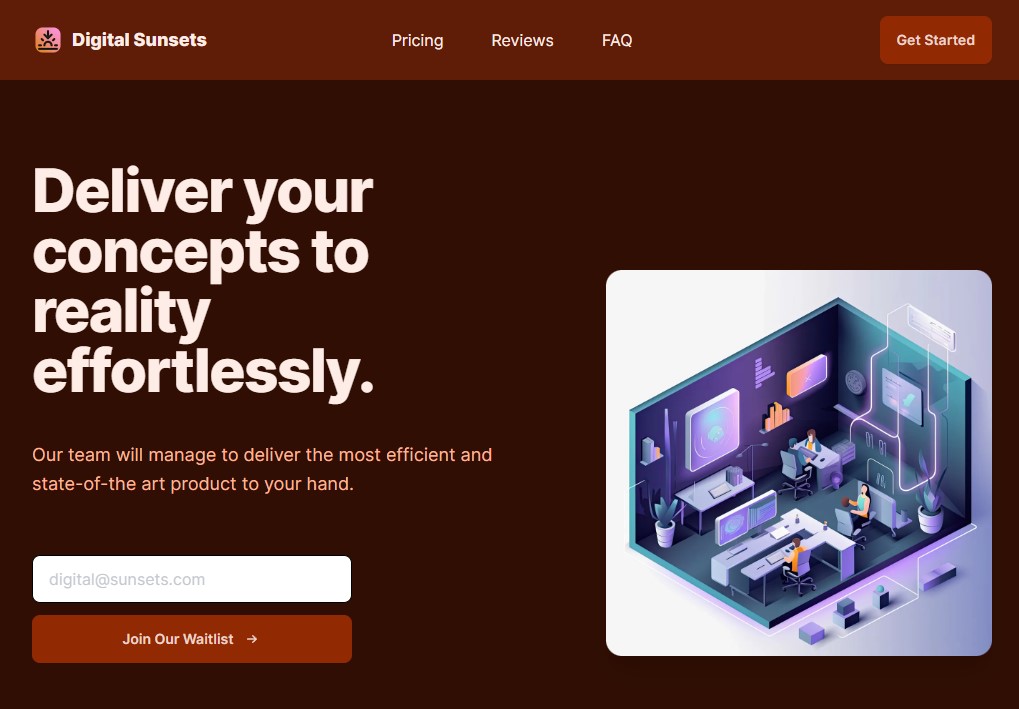 Digital Sunsets
Pricing
Reviews
FAQ
Get Started
Deliver your
concepts to
reality
effortlessly.
Our team will manage to deliver the most efficient and
state-of-the art product to your hand.
digital@sunsets.com
Join Our Waitlist →